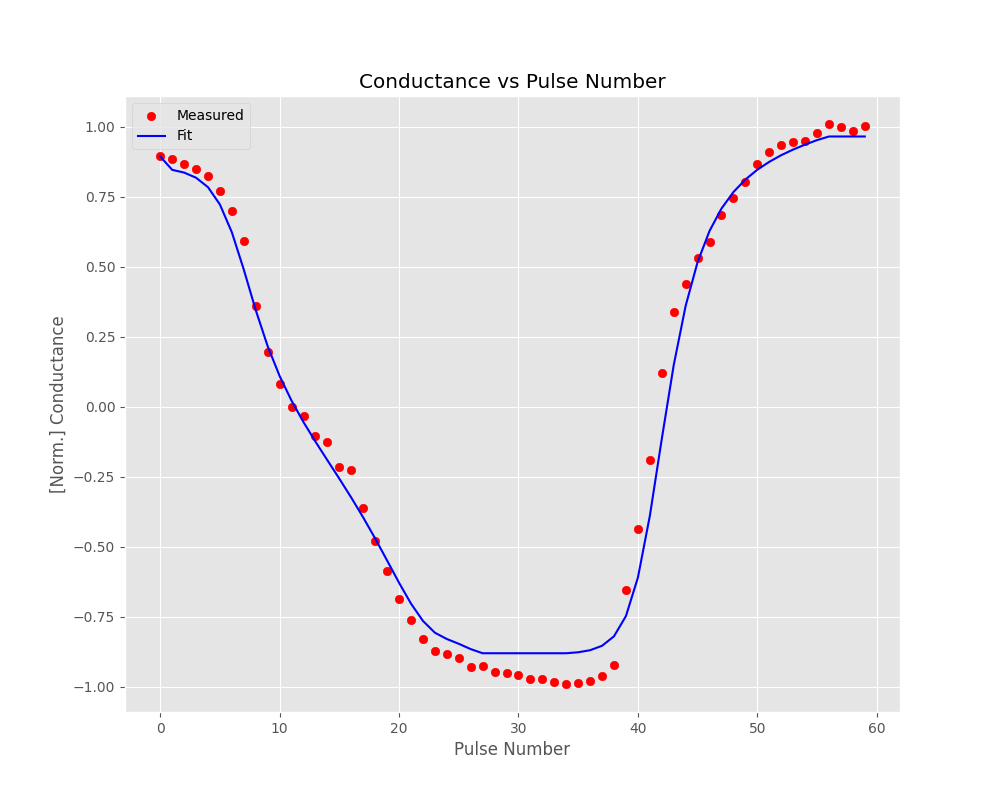 Conductance vs Pulse Number
Measured
Fit
1.00
0.75
0.50
0.25
0.00
−0.25
−0.50
−0.75
−1.00
[Norm.] Conductance
0 10 20 30 40 50 60
Pulse Number